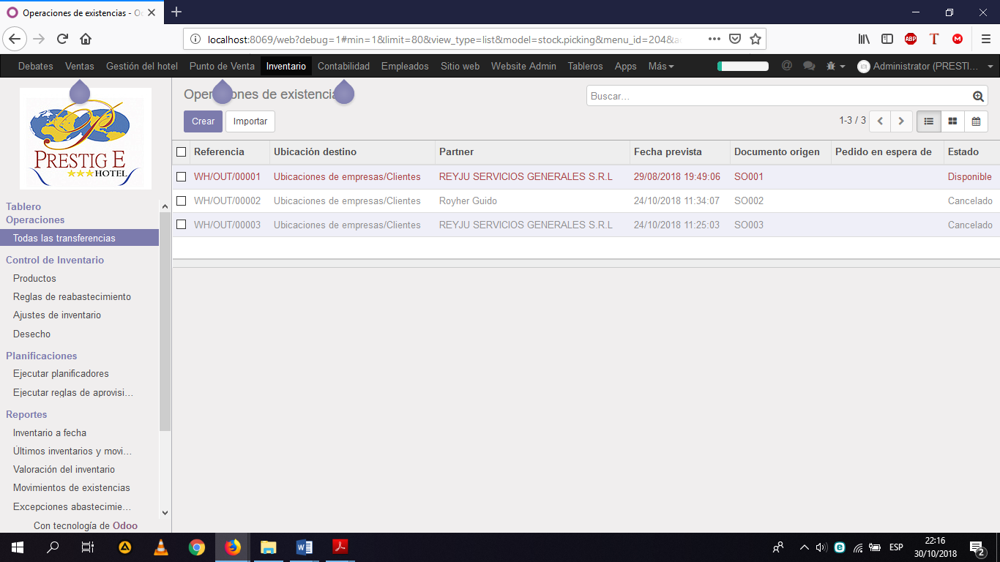 Operaciones de existencias - Od
localhost:8069/web?debug=1#min=1&limit=80&view_type=list&model=stock.picking&menu_id=204&a
ABP T M
Debates Ventas Gestión del hotel Punto de Venta Inventario Contabilidad Empleados Sitio web Website Admin Tableros Apps Más @ Administrator (PRESTI...
PRESTIG E
HOTEL
Operaciones de existencia
Buscar...
Crear Importar
1-3 / 3
Referencia Ubicación destino Partner Fecha prevista Documento origen Pedido en espera de Estado
WH/OUT/00001 Ubicaciones de empresas/Clientes REYJU SERVICIOS GENERALES S.R.L 29/08/2018 19:49:06 SO001 Disponible
WH/OUT/00002 Ubicaciones de empresas/Clientes Royher Guido 24/10/2018 11:34:07 SO002 Cancelado
WH/OUT/00003 Ubicaciones de empresas/Clientes REYJU SERVICIOS GENERALES S.R.L 24/10/2018 11:25:03 SO003 Cancelado
Tablero
Operaciones
Todas las transferencias
Control de Inventario
Productos
Reglas de reabastecimiento
Ajustes de inventario
Desecho
Planificaciones
Ejecutar planificadores
Ejecutar reglas de aprovisi...
Reportes
Inventario a fecha
Últimos inventarios y movi...
Valoración del inventario
Movimientos de existencias
Excepciones abastecimie...
Con tecnología de Odoo
ESP
22:16
30/10/2018
2